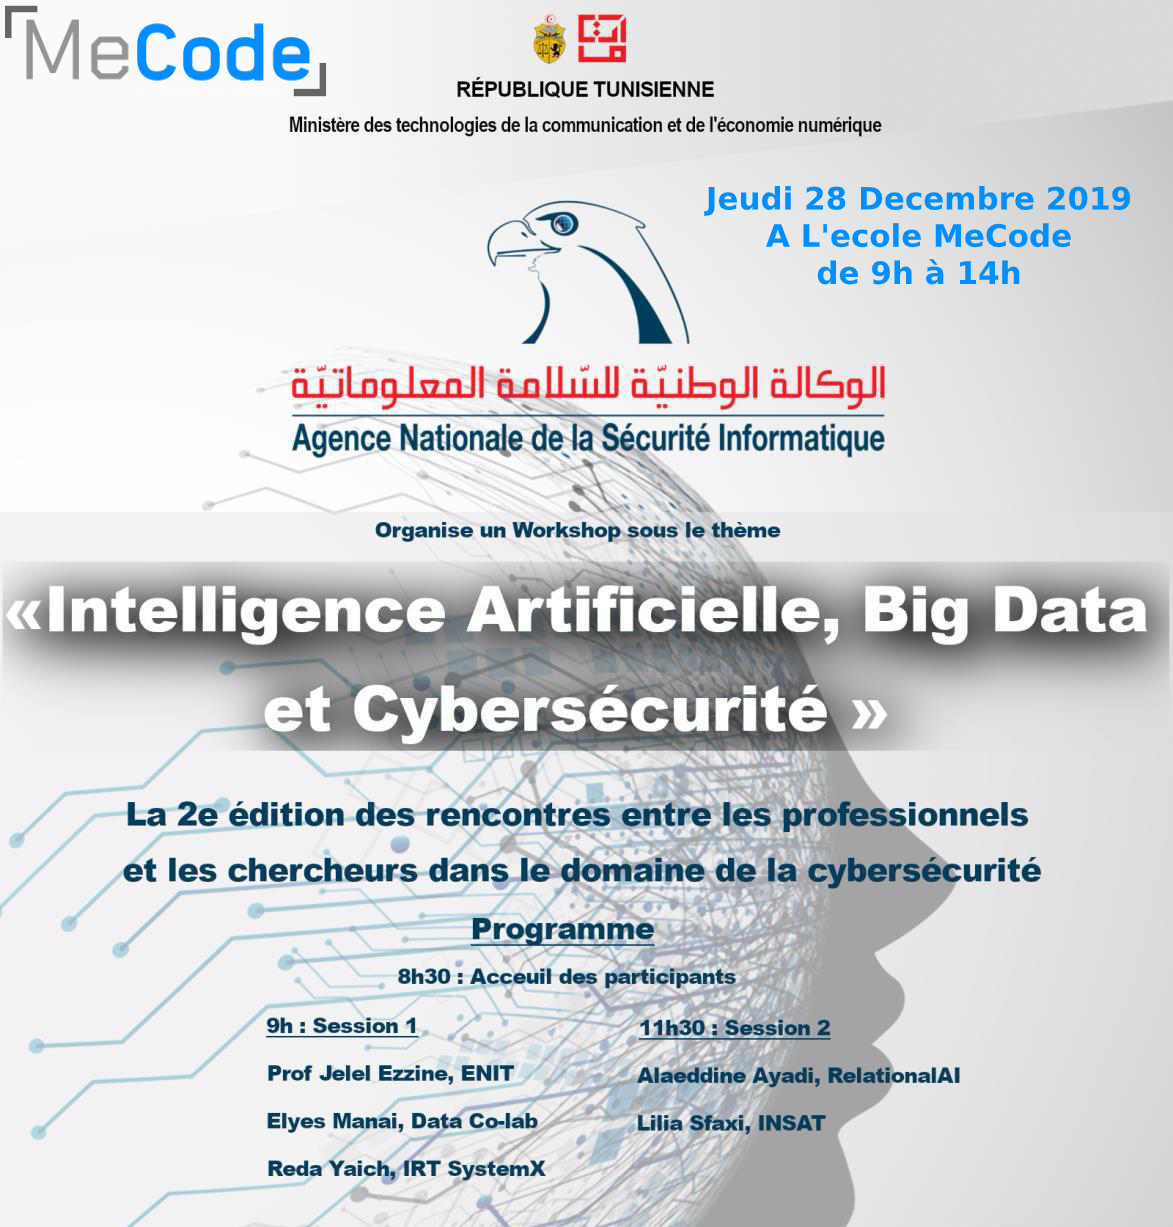 MeCode
RÉPUBLIQUE TUNISIENNE
Ministère des technologies de la communication et de l'économie numérique
Jeudi 28 Decembre 2019
A L'ecole MeCode
de 9h à 14h
الوكالة الوطنيّة للسّلامة المعلوماتيّة
Agence Nationale de la Sécurité Informatique
Organise un Workshop sous le thème
«Intelligence Artificielle, Big Data
et Cybersécurité »
La 2e édition des rencontres entre les professionnels
et les chercheurs dans le domaine de la cybersécurité
Programme
8h30 : Acceuil des participants
9h : Session 1
Prof Jelel Ezzine, ENIT
Elyes Manai, Data Co-lab
Reda Yaich, IRT SystemX
11h30 : Session 2
Alaeddine Ayadi, RelationalAI
Lilia Sfaxi, INSAT